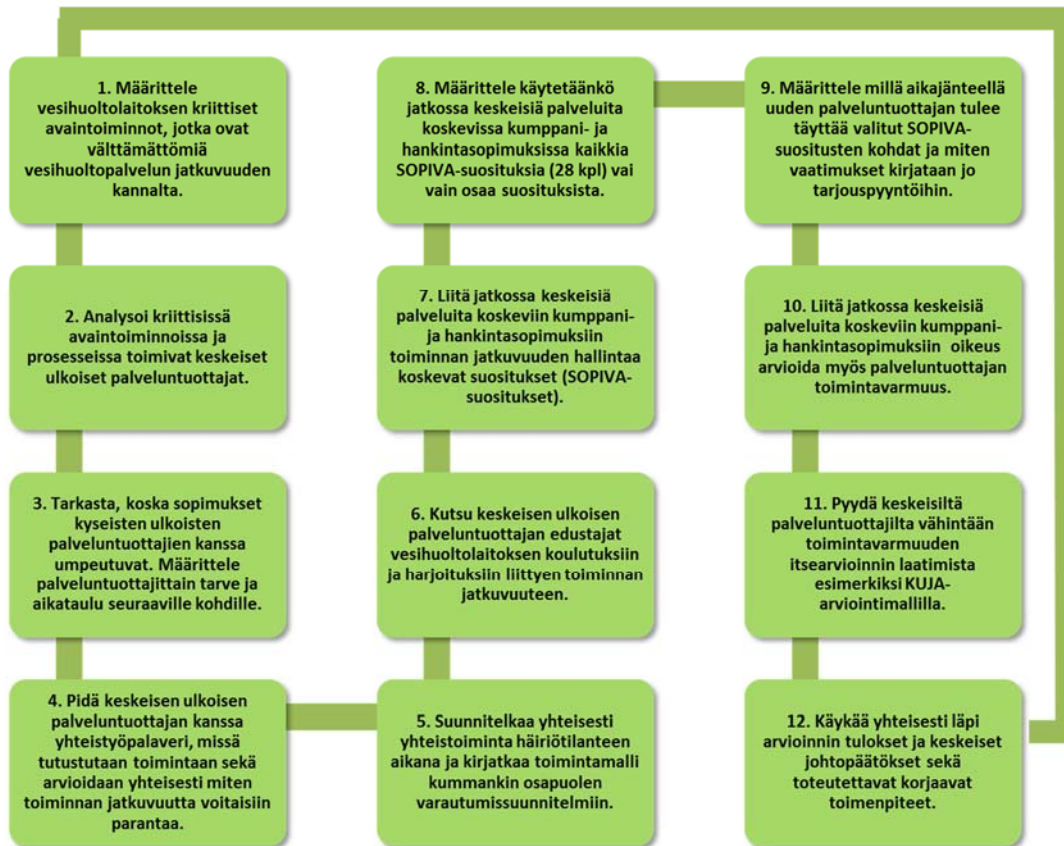 1. Määrittele
vesihuoltolaitoksen kriittiset
avaintoiminnot, jotka ovat
välttämättömiä
vesihuoltopalvelun jatkuvuuden
kannalta.
2. Analysoi kriittisissä
avaintoiminnoissa ja
prosesseissa toimivat keskeiset
ulkoiset palveluntuottajat.
3. Tarkasta, koska sopimukset
kyseisten ulkoisten
palveluntuottajien kanssa
umpeutuvat. Määrittele
palveluntuottajittain tarve ja
aikataulu seuraaville kohdille.
4. Pidä keskeisen ulkoisen
palveluntuottajan kanssa
yhteistyöpalaveri, missä
tutustutaan toimintaan sekä
arvioidaan yhteisesti miten
toiminnan jatkuvuutta voitaisiin
parantaa.
5. Suunnitelkaa yhteisesti
yhteistoiminta häiriötilanteen
aikana ja kirjatkaa toimintamalli
kummankin osapuolen
varautumissuunnitelmiin.
6. Kutsu keskeisen ulkoisen
palveluntuottajan edustajat
vesihuoltolaitoksen koulutuksiin
ja harjoituksiin liittyen toiminnan
jatkuvuuteen.
7. Liitä jatkossa keskeisiä
palveluita koskeviin kumppani-
ja hankintasopimuksiin
toiminnan jatkuvuuden hallintaa
koskevat suositukset (SOPIVA-
suositukset).
8. Määrittele käytetäänkö
jatkossa keskeisiä palveluita
koskevissa kumppani- ja
hankintasopimuksissa kaikkia
SOPIVA-suosituksia (28 kpl) vai
vain osaa suosituksista.
9. Määrittele millä aikajänteellä
uuden palveluntuottajan tulee
täyttää valitut SOPIVA-
suositusten kohdat ja miten
vaatimukset kirjataan jo
tarjouspyyntöihin.
10. Liitä jatkossa keskeisiä
palveluita koskeviin kumppani-
ja hankintasopimuksiin oikeus
arvioida myös palveluntuottajan
toimintavarmuus.
11. Pyydä keskeisiltä
palveluntuottajilta vähintään
toimintavarmuuden
itsearvioinnin laatimista
esimerkiksi KUJA-
arviointimallilla.
12. Käykää yhteisesti läpi
arvioinnin tulokset ja keskeiset
johtopäätökset sekä
toteutettavat korjaavat
toimenpiteet.